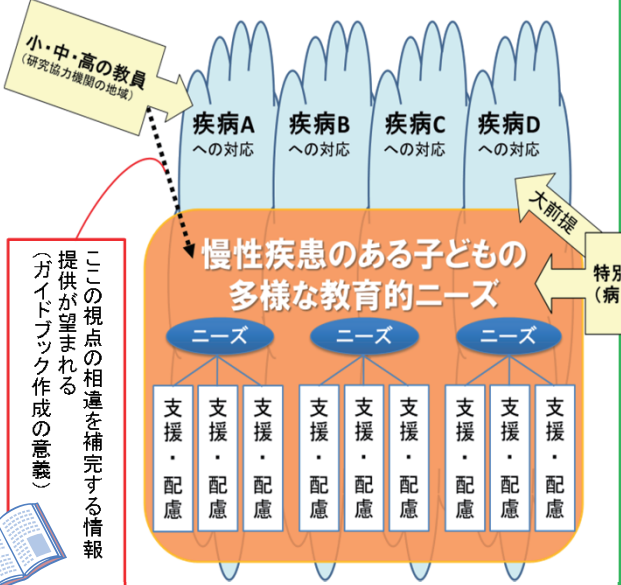 小・中・高の教員
(研究協力機関の地域)
疾病A
への対応
疾病B
への対応
疾病C
への対応
疾病D
への対応
大前提
特別
(病
慢性疾患のある子どもの
多様な教育的ニーズ
ニーズ
ニーズ
ニーズ
支援・配慮
支援・配慮
支援・配慮
支援・配慮
支援・配慮
支援・配慮
支援・配慮
支援・配慮
支援・配慮
ここの視点の相違を補完する情報
提供が望まれる
(ガイドブック作成の意義)